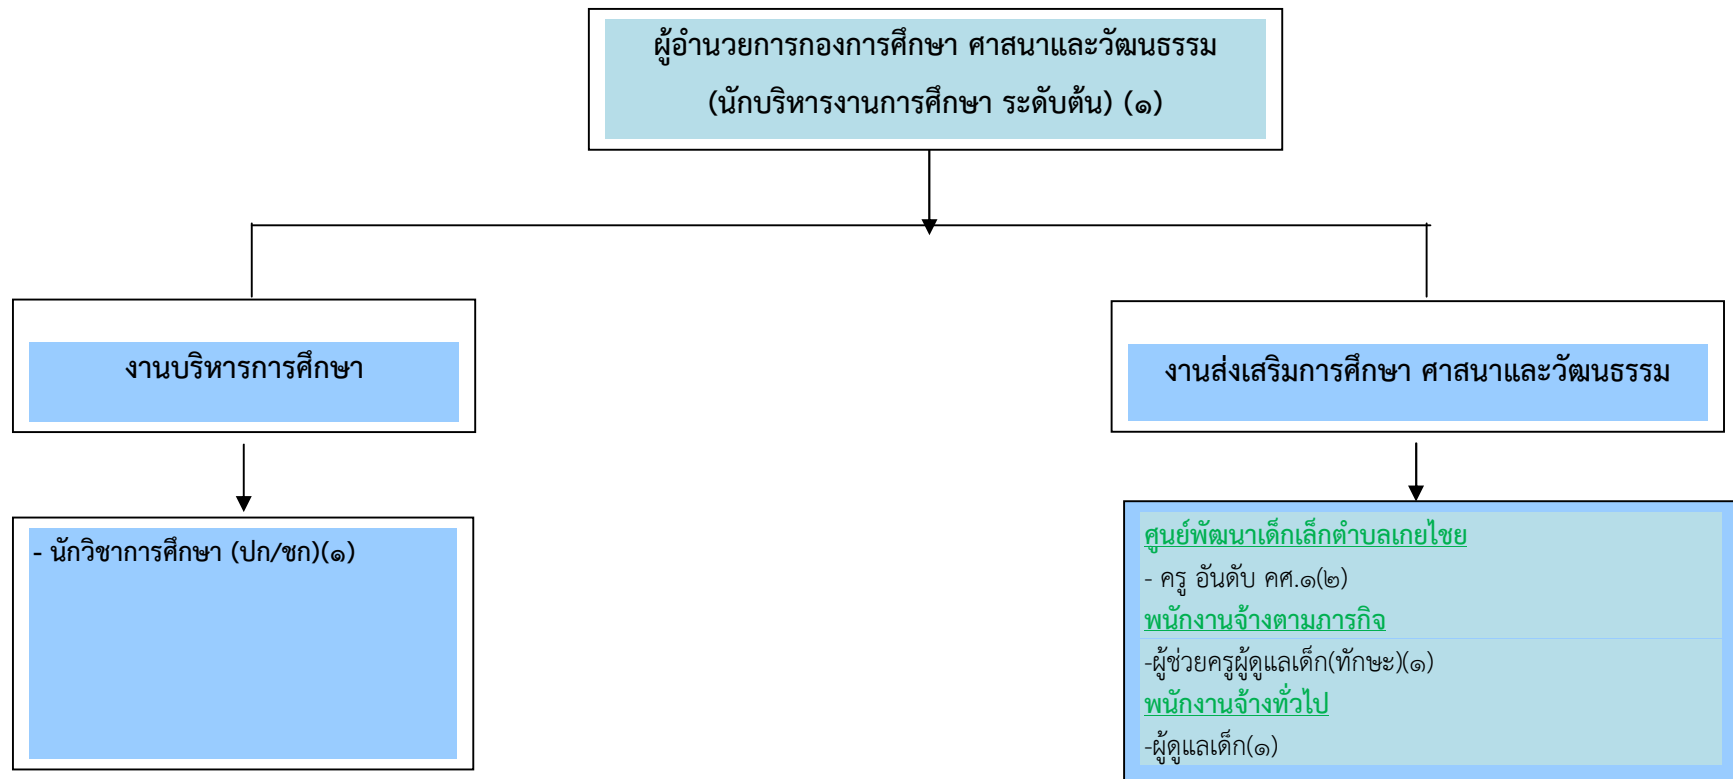 ผู้อำนวยการกองการศึกษา ศาสนาและวัฒนธรรม
(นักบริหารงานการศึกษา ระดับต้น) (๑)
งานบริหารการศึกษา
งานส่งเสริมการศึกษา ศาสนาและวัฒนธรรม
- นักวิชาการศึกษา (ปก/ชก)(๑)
ศูนย์พัฒนาเด็กเล็กตำบลเกยไชย
- ครู อันดับ คศ.๑(๒)
พนักงานจ้างตามภารกิจ
-ผู้ช่วยครูผู้ดูแลเด็ก(ทักษะ)(๑)
พนักงานจ้างทั่วไป
-ผู้ดูแลเด็ก(๑)